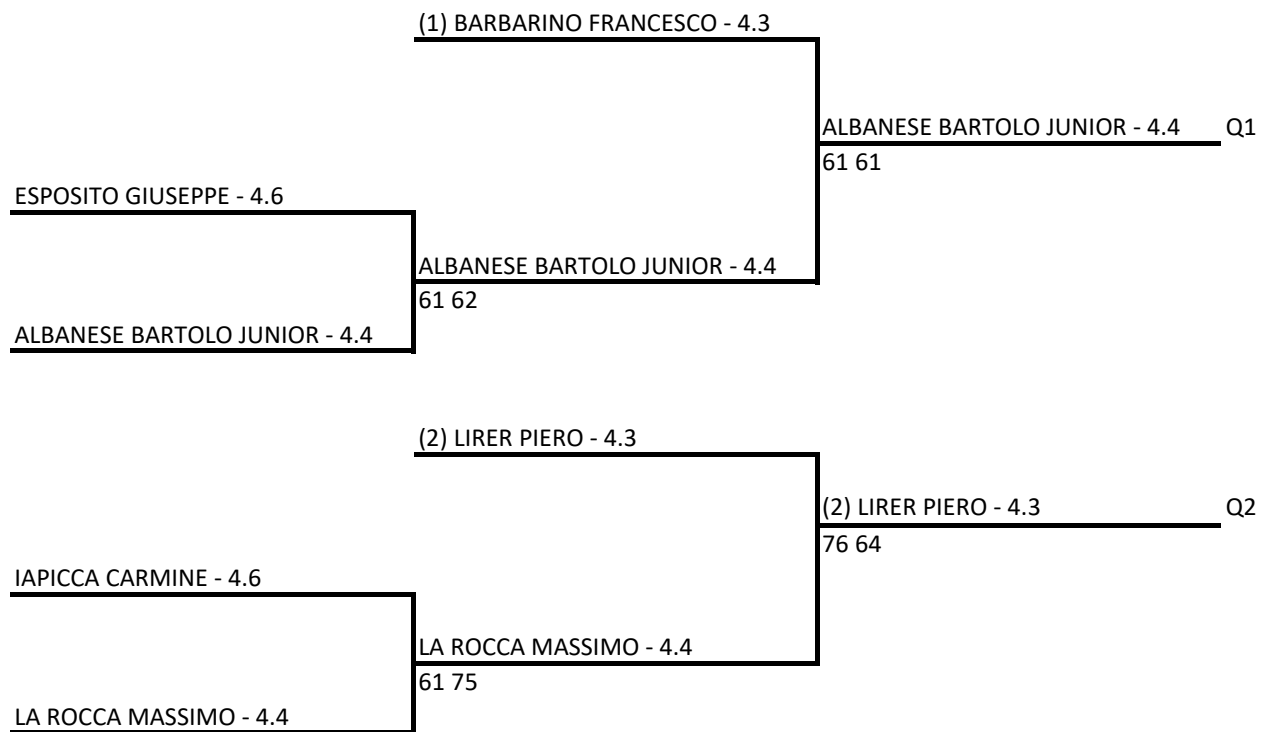 (1) BARBARINO FRANCESCO - 4.3
ALBANESE BARTOLO JUNIOR - 4.4 Q1
61 61
ESPOSITO GIUSEPPE - 4.6
ALBANESE BARTOLO JUNIOR - 4.4
61 62
ALBANESE BARTOLO JUNIOR - 4.4
(2) LIRER PIERO - 4.3
(2) LIRER PIERO - 4.3 Q2
76 64
IAPICCA CARMINE - 4.6
LA ROCCA MASSIMO - 4.4
61 75
LA ROCCA MASSIMO - 4.4